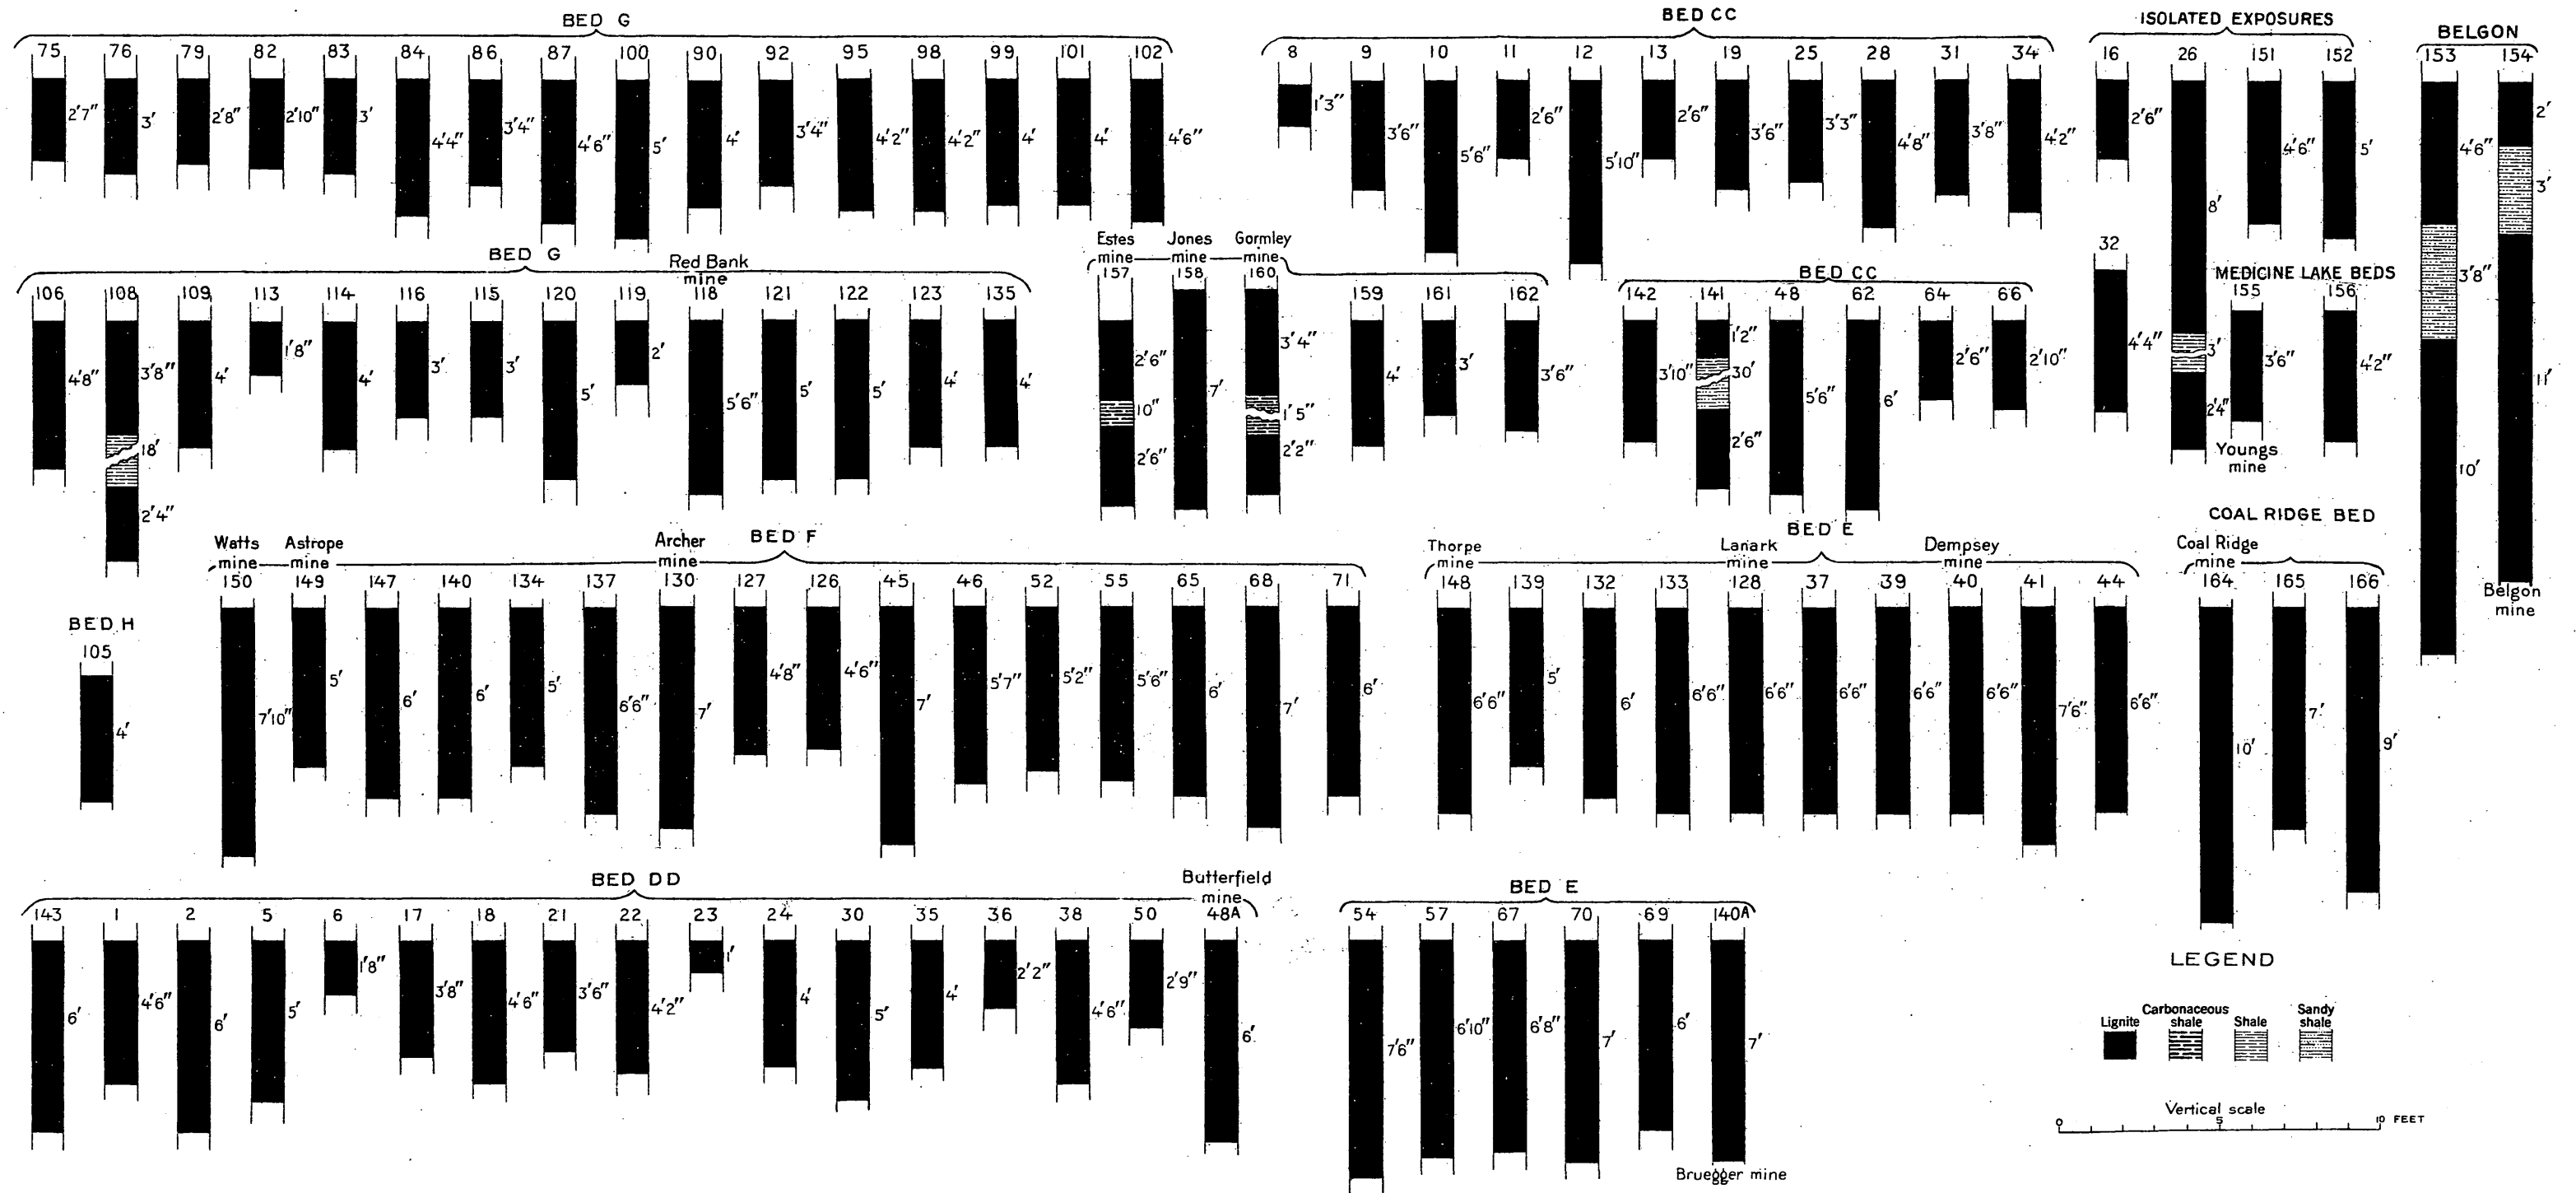 BED G
75 76 79 82 83 84 86 87 100 90 92 95 98 99 101 102
2'7" 3' 2'8" 2'10" 3' 4'4" 3'4" 4'6" 5' 4' 3'4" 4'2" 4'2" 4' 4' 4'6"
BED CC
8 9 10 11 12 13 19 25 28 31 34
1'3" 3'6" 5'6" 2'6" 5'10" 2'6" 3'6" 3'3" 4'8" 3'8" 4'2"
ISOLATED EXPOSURES
16 26 151 152
2'6" 8' 4'6" 5'
3'
2'4"
32
4'4"
BELGON
153 154
4'6" 2'
3'8" 3'
10' 11'
Belgon
mine
MEDICINE LAKE BEDS
155 156
3'6" 4'2"
Youngs
mine
BED G
Red Bank
mine
106 108 109 113 114 116 115 120 119 118 121 122 123 135
4'8" 3'8" 4' 1'8" 4' 3' 3' 5' 2' 5'6" 5' 5' 4' 4'
18'
2'4"
Estes
mine
Jones
mine
Gormley
mine
157 158 160 159 161 162
2'6" 7' 3'4" 4' 3' 3'6"
10" 1'5"
2'6" 2'2"
BED CC
142 141 48 62 64 66
3'10" 1'2" 5'6" 6' 2'6" 2'10"
30'
2'6"
BED H
105
4'
BED F
Watts
mine
Astrope
mine
Archer
mine
150 149 147 140 134 137 130 127 126 45 46 52 55 65 68 71
7'10" 5' 6' 6' 5' 6'6" 7' 4'8" 4'6" 7' 5'7" 5'2" 5'6" 6' 7' 6'
BED E
Thorpe
mine
Lanark
mine
Dempsey
mine
148 139 132 133 128 37 39 40 41 44
6'6" 5' 6' 6'6" 6'6" 6'6" 6'6" 6'6" 7'6" 6'6"
COAL RIDGE BED
Coal Ridge
mine
164 165 166
10' 7' 9'
BED DD
Butterfield
mine
143 1 2 5 6 17 18 21 22 23 24 30 35 36 38 50 48A
6' 4'6" 6' 5' 1'8" 3'8" 4'6" 3'6" 4'2" 1' 4' 5' 4' 2'2" 4'6" 2'9" 6'
BED E
54 57 67 70 69 140A
7'6" 6'10" 6'8" 7' 6' 7'
Bruegger mine
LEGEND
Lignite
Carbonaceous
shale
Shale
Sandy
shale
Vertical scale
0 5 10 FEET